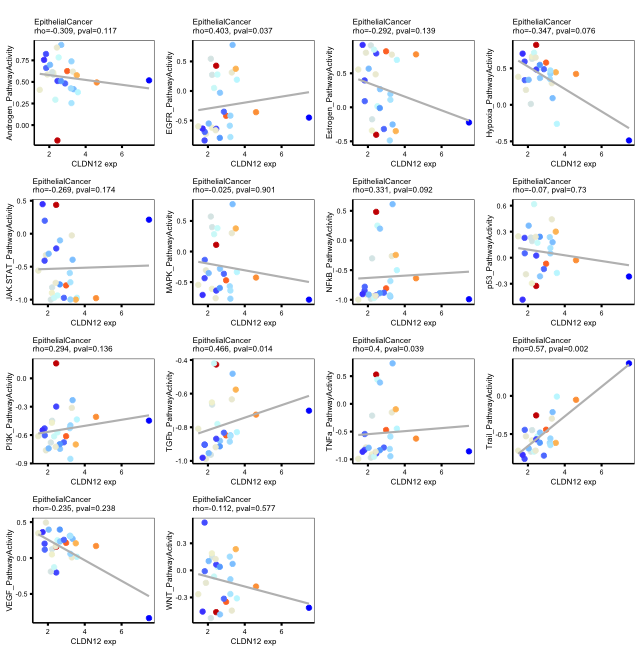 EpithelialCancer
rho=-0.309, pval=0.117
Androgen_PathwayActivity
0.75
0.50
0.25
0.00
2
4
6
CLDN12 exp
EpithelialCancer
rho=0.403, pval=0.037
EGFR_PathwayActivity
0.5
0.0
-0.5
2
4
6
CLDN12 exp
EpithelialCancer
rho=-0.292, pval=0.139
Estrogen_PathwayActivity
0.5
0.0
-0.5
2
4
6
CLDN12 exp
EpithelialCancer
rho=-0.347, pval=0.076
Hypoxia_PathwayActivity
0.5
0.0
-0.5
2
4
6
CLDN12 exp
EpithelialCancer
rho=-0.269, pval=0.174
JAK-STAT_PathwayActivity
0.5
0.0
-0.5
-1.0
2
4
6
CLDN12 exp
EpithelialCancer
rho=-0.025, pval=0.901
MAPK_PathwayActivity
0.5
0.0
-0.5
2
4
6
CLDN12 exp
EpithelialCancer
rho=0.331, pval=0.092
NFkB_PathwayActivity
0.5
0.0
-0.5
-1.0
2
4
6
CLDN12 exp
EpithelialCancer
rho=-0.07, pval=0.73
p53_PathwayActivity
0.6
0.3
0.0
-0.3
2
4
6
CLDN12 exp
EpithelialCancer
rho=0.294, pval=0.136
PI3K_PathwayActivity
0.0
-0.3
-0.6
-0.9
2
4
6
CLDN12 exp
EpithelialCancer
rho=0.466, pval=0.014
TGFb_PathwayActivity
-0.4
-0.6
-0.8
-1.0
2
4
6
CLDN12 exp
EpithelialCancer
rho=0.4, pval=0.039
TNFa_PathwayActivity
0.5
0.0
-0.5
-1.0
2
4
6
CLDN12 exp
EpithelialCancer
rho=0.57, pval=0.002
Trail_PathwayActivity
0.0
-0.5
2
4
6
CLDN12 exp
EpithelialCancer
rho=-0.235, pval=0.238
VEGF_PathwayActivity
0.5
0.0
-0.5
2
4
6
CLDN12 exp
EpithelialCancer
rho=-0.112, pval=0.577
WNT_PathwayActivity
0.3
0.0
-0.3
2
4
6
CLDN12 exp